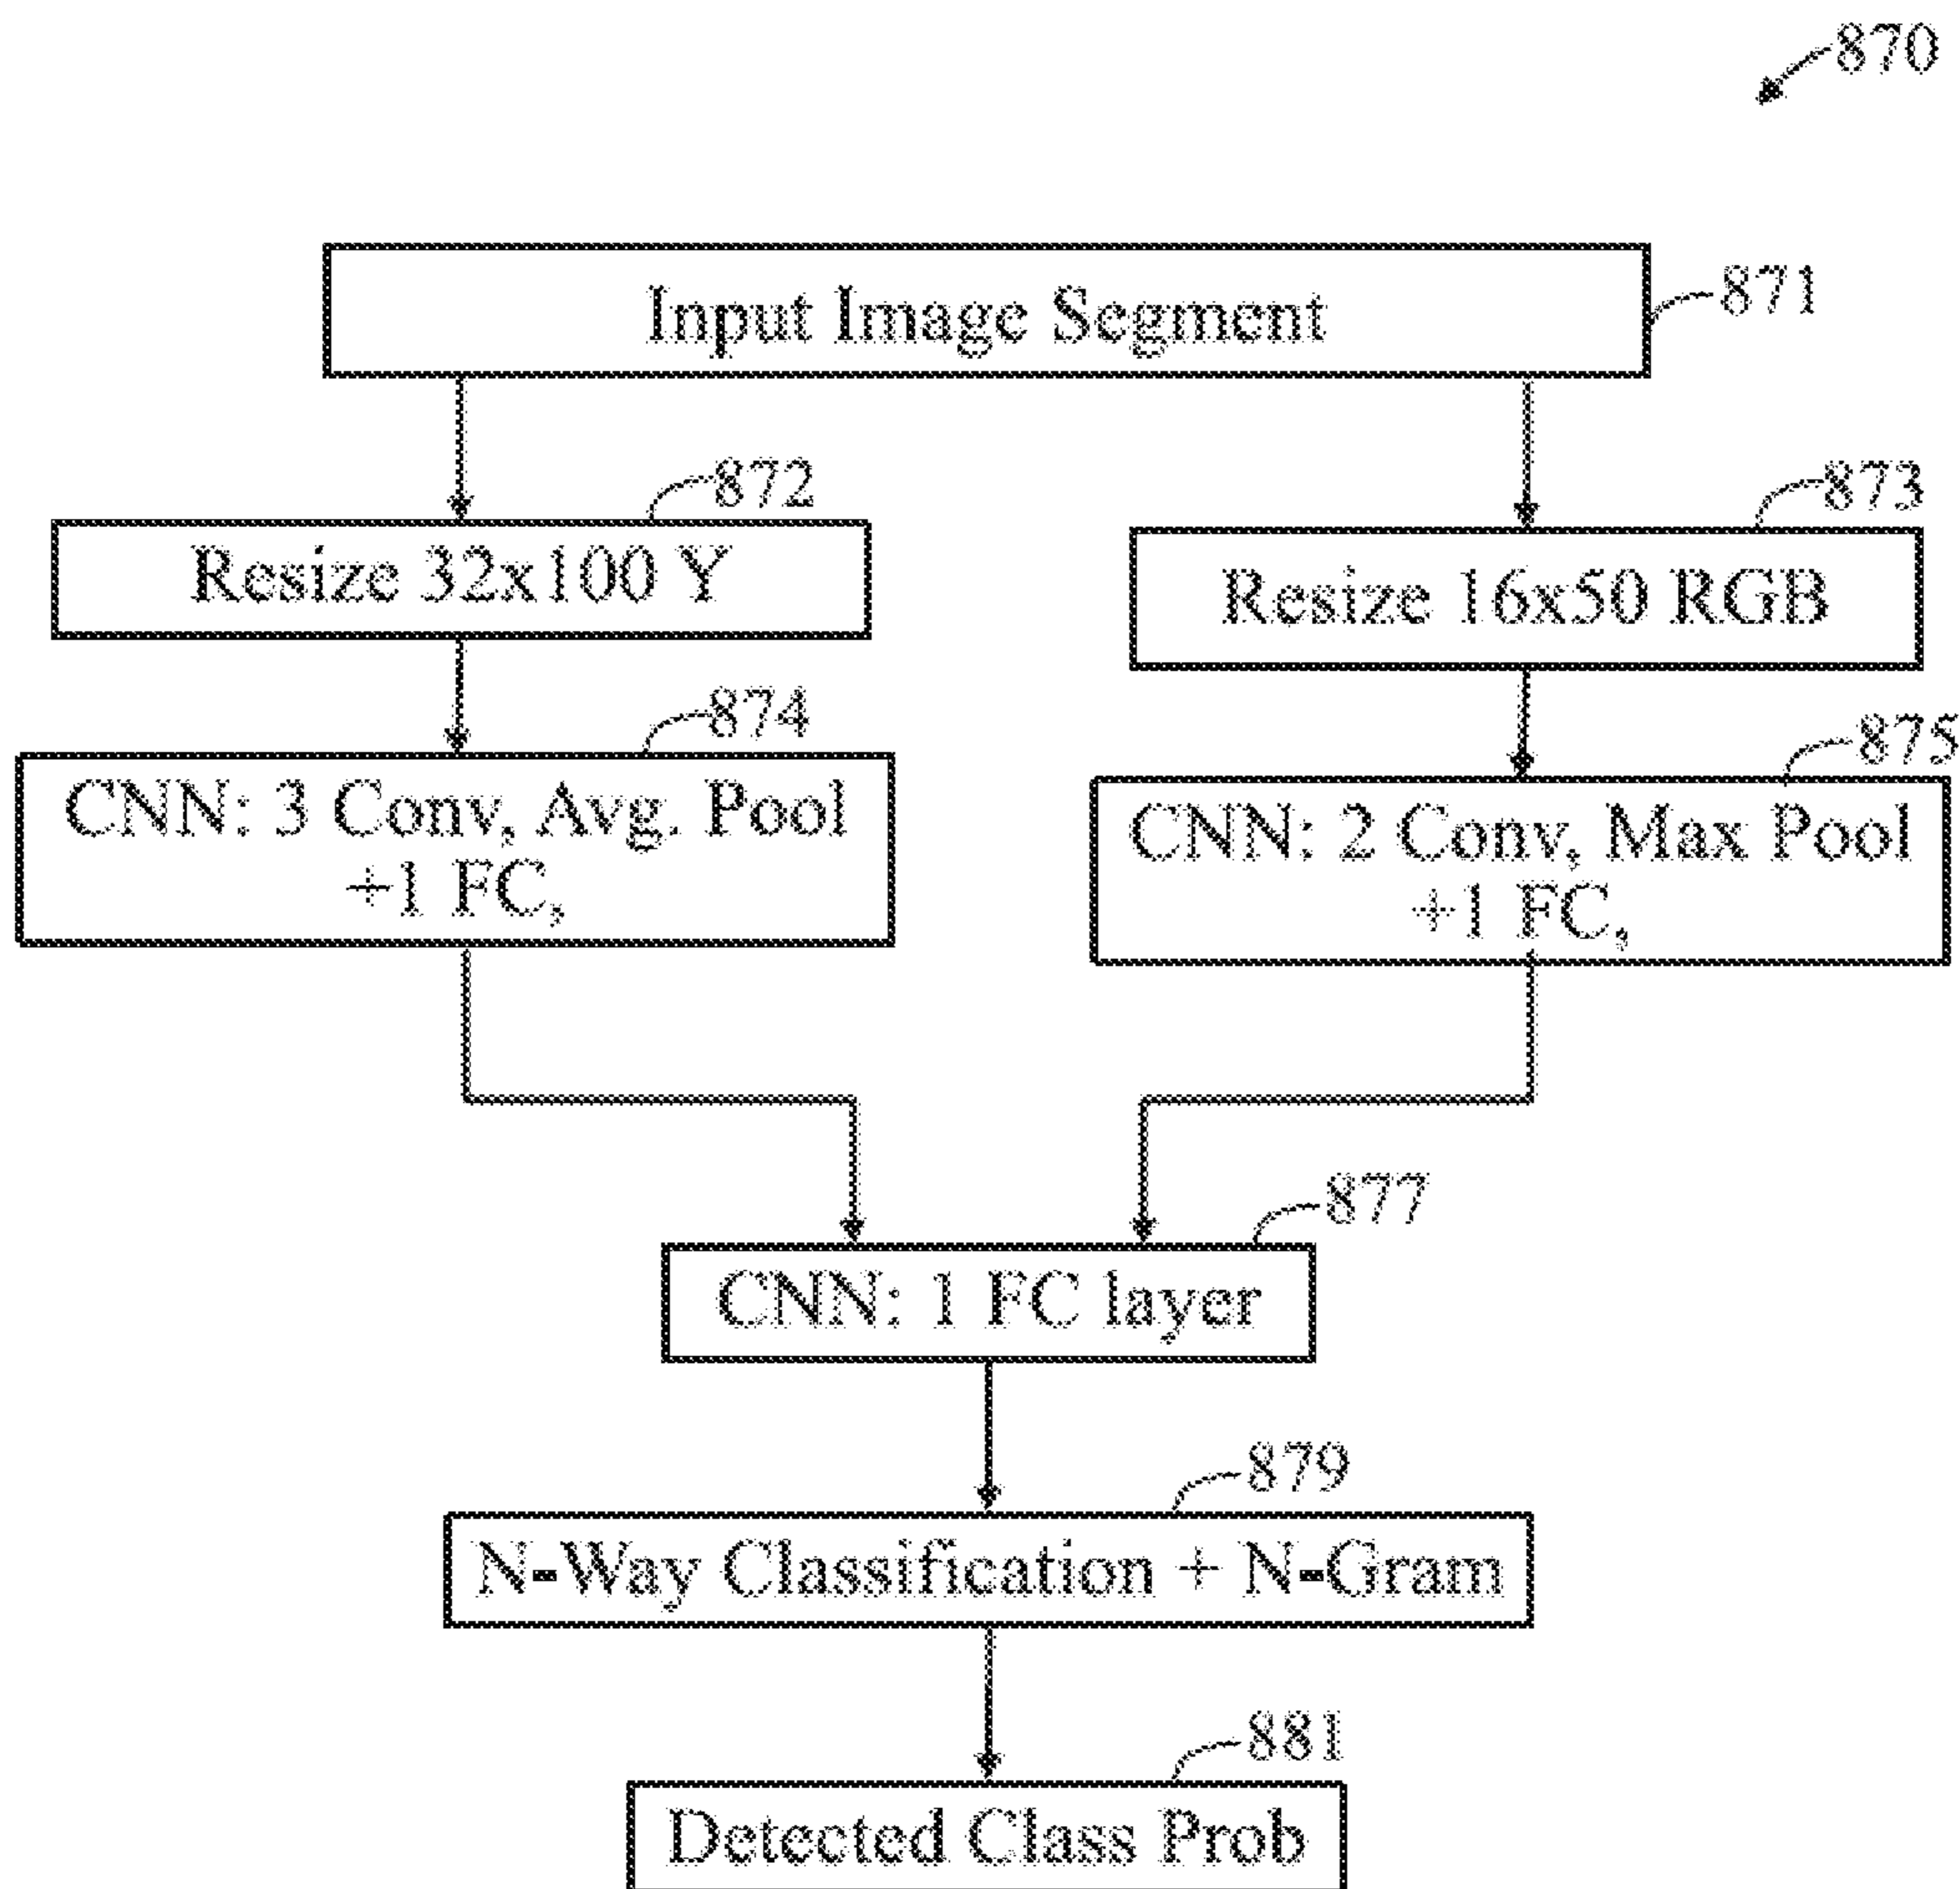 870
Input Image Segment
871
872
Resize 32x100 Y
873
Resize 16x50 RGB
874
CNN: 3 Conv, Avg. Pool
+1 FC,
875
CNN: 2 Conv, Max Pool
+1 FC,
877
CNN: 1 FC layer
879
N-Way Classification + N-Gram
881
Detected Class Prob